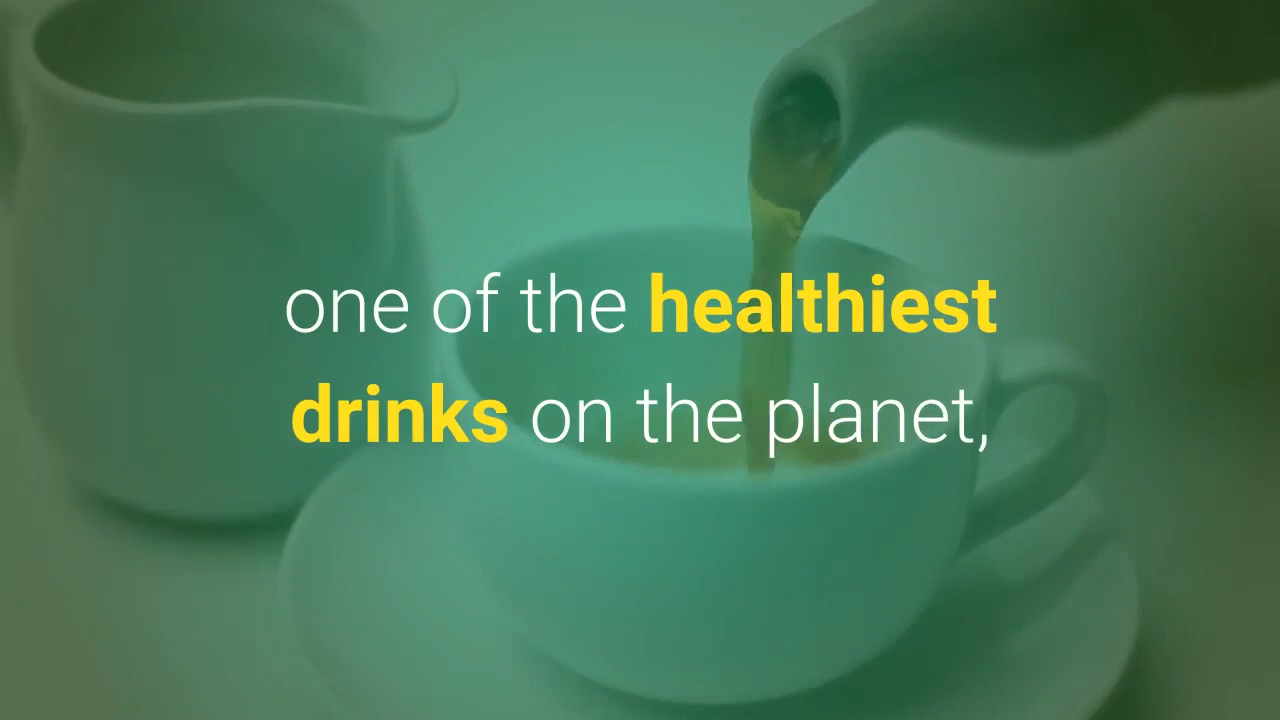 one of the healthiest
drinks on the planet,